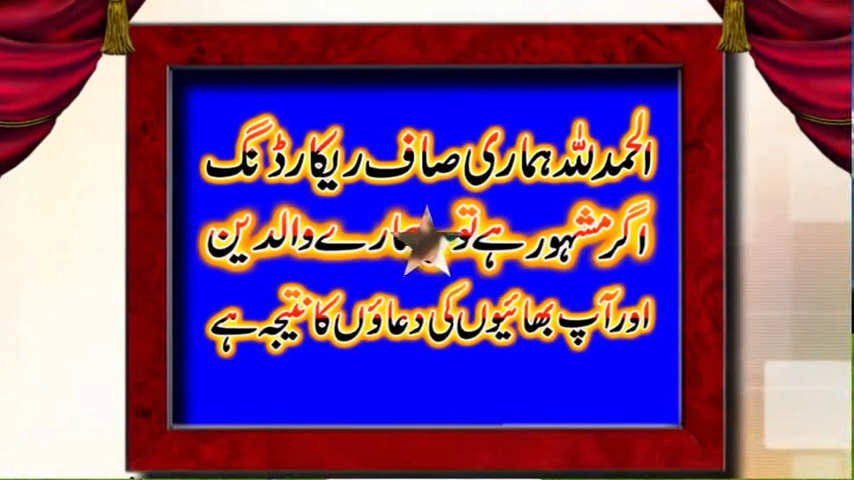 الحمدللہ ہماری صاف ریکارڈنگ
اگر مشہور ہے تو والدین
اور آپ بھائیوں کی دعاؤں کا نتیجہ ہے